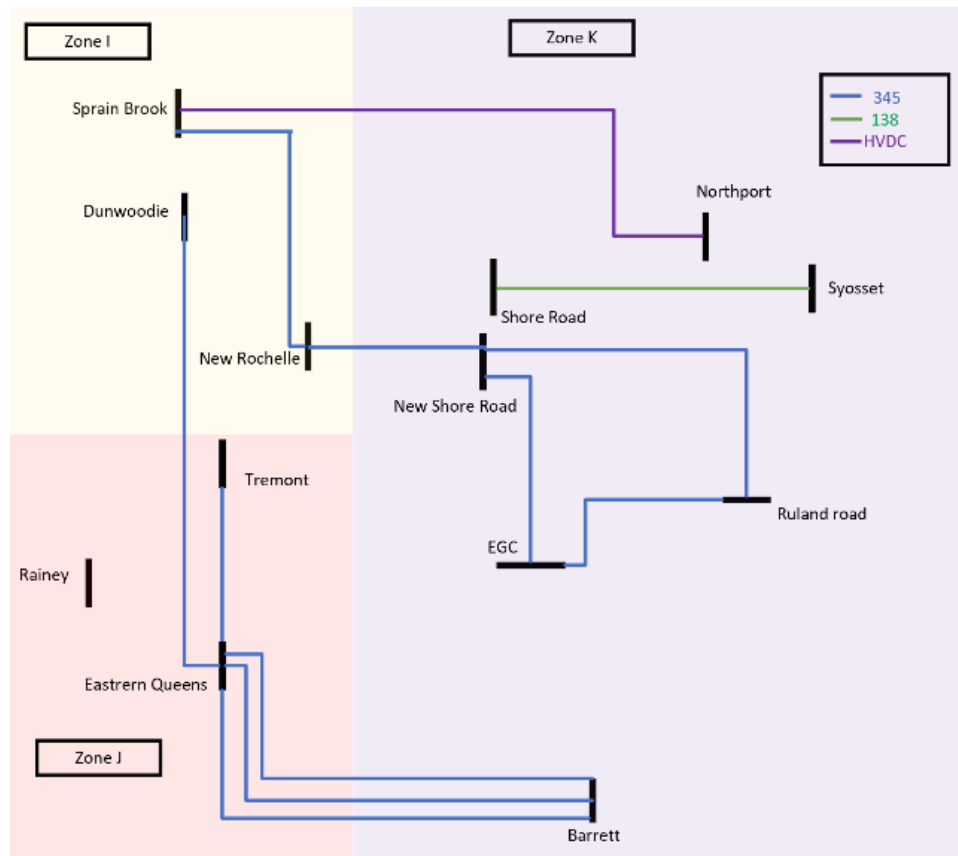 Zone I
Zone K
Sprain Brook
345
138
HVDC
Northport
Dunwoodie
Syosset
Shore Road
New Rochelle
New Shore Road
Tremont
Ruland road
EGC
Rainey
Eastrern Queens
Zone J
Barrett